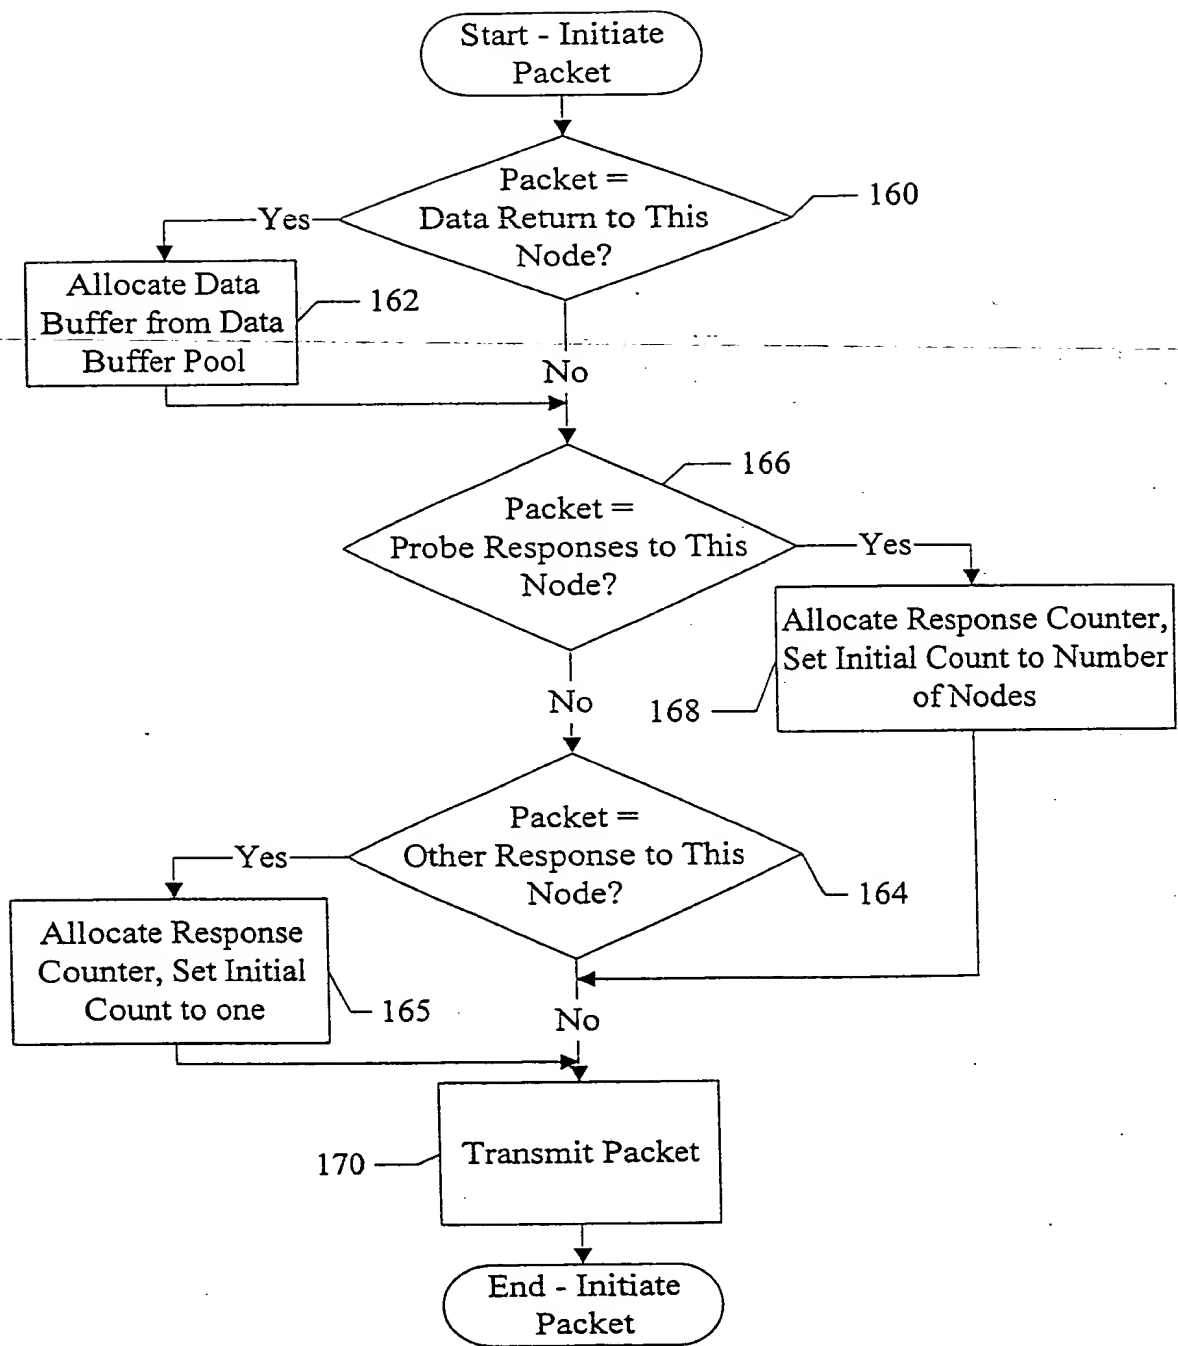 Start - Initiate
Packet
Packet =
Data Return to This
Node?
160
Yes
Allocate Data
Buffer from Data
Buffer Pool
162
No
166
Packet =
Probe Responses to This
Node?
Yes
Allocate Response Counter,
Set Initial Count to Number
of Nodes
168
No
Packet =
Other Response to This
Node?
Yes
164
Allocate Response
Counter, Set Initial
Count to one
165
No
Transmit Packet
170
End - Initiate
Packet